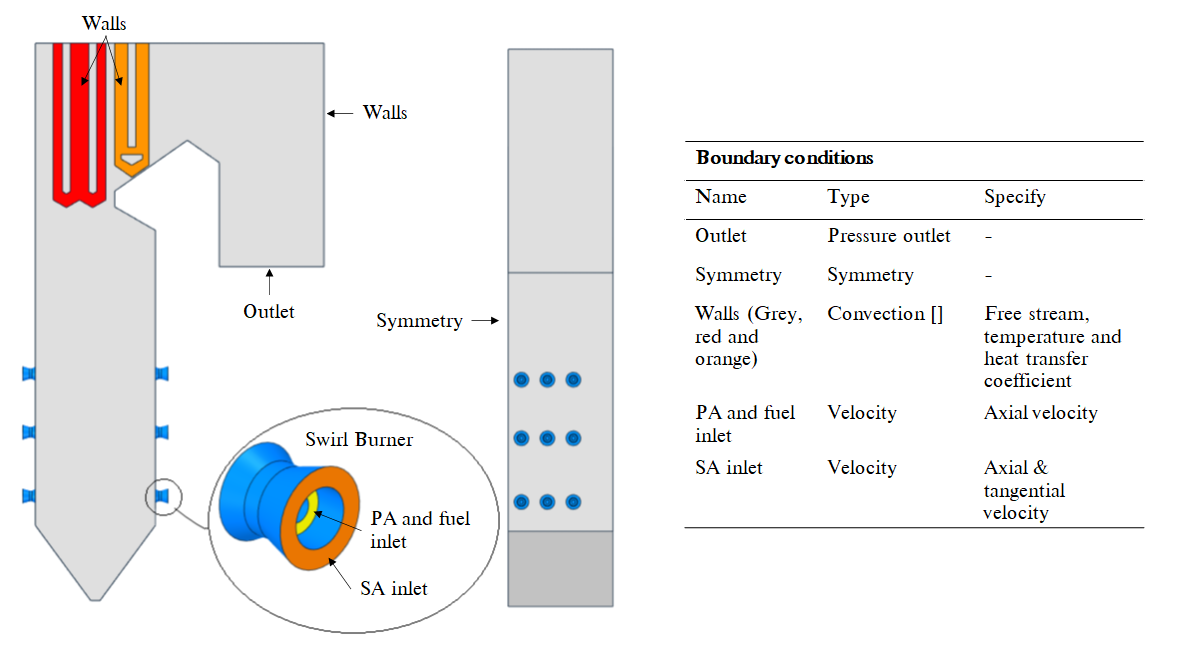 Walls
Walls
Outlet
Symmetry
Swirl Burner
PA and fuel
inlet
SA inlet
Boundary conditions
Name Type Specify
Outlet Pressure outlet -
Symmetry Symmetry -
Walls (Grey, Convection [] Free stream,
red and temperature and
orange) heat transfer
coefficient
PA and fuel Velocity Axial velocity
inlet
SA inlet Velocity Axial &
tangential
velocity